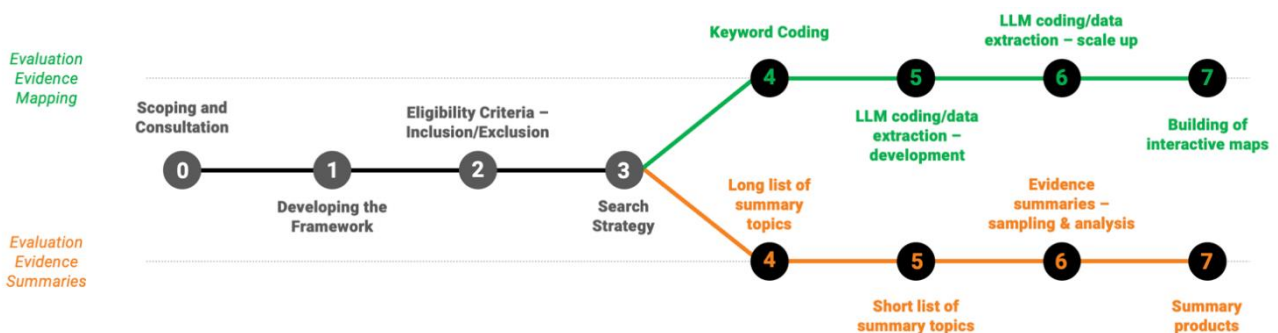 Evaluation
Evidence
Mapping
Scoping and
Consultation
0
1
Developing the
Framework
Eligibility Criteria –
Inclusion/Exclusion
2
3
Search
Strategy
Keyword Coding
4
5
LLM coding/data
extraction –
development
LLM coding/data
extraction – scale up
6
7
Building of
interactive maps
Evaluation
Evidence
Summaries
Long list of
summary
topics
4
5
Short list of
summary topics
Evidence
summaries –
sampling & analysis
6
7
Summary
products